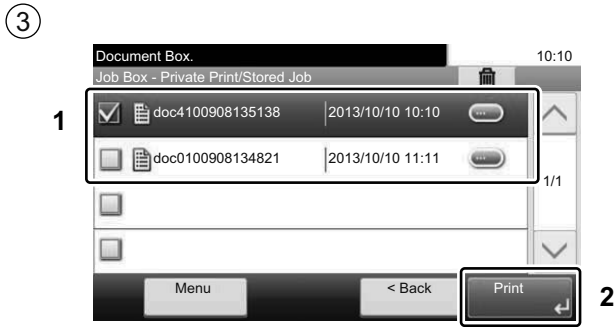 3
Document Box. 10:10
Job Box - Private Print/Stored Job
1
doc4100908135138 2013/10/10 10:10
doc0100908134821 2013/10/10 11:11
1/1
Menu < Back Print
2